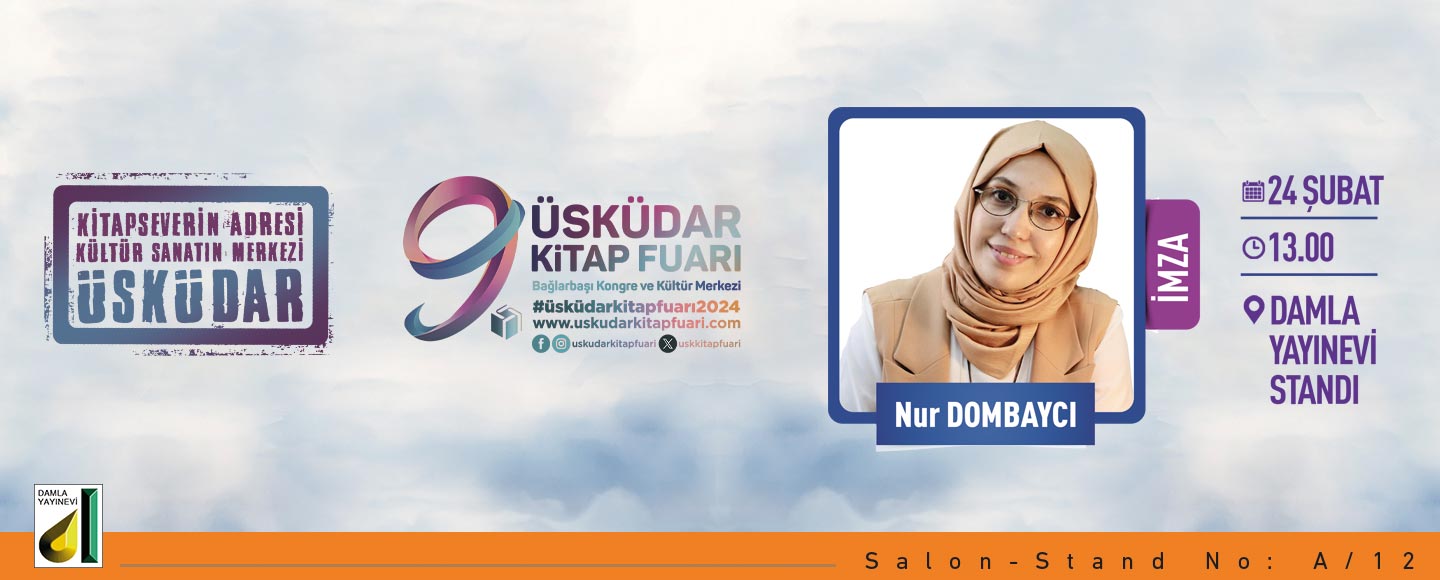 KİTAPSEVERİN ADRESİ
KÜLTÜR SANATIN MERKEZİ
ÜSKÜDAR
9.
ÜSKÜDAR
KİTAP FUARI
Bağlarbaşı Kongre ve Kültür Merkezi
#üsküdarkitapfuarı2024
www.uskudarkitapfuari.com
uskudarkitapfuari uskkitapfuari
Nur DOMBAYCI
İMZA
24 ŞUBAT
13.00
DAMLA
YAYINEVİ
STANDI
DAMLA
YAYINEVİ
Salon-Stand No: A/12